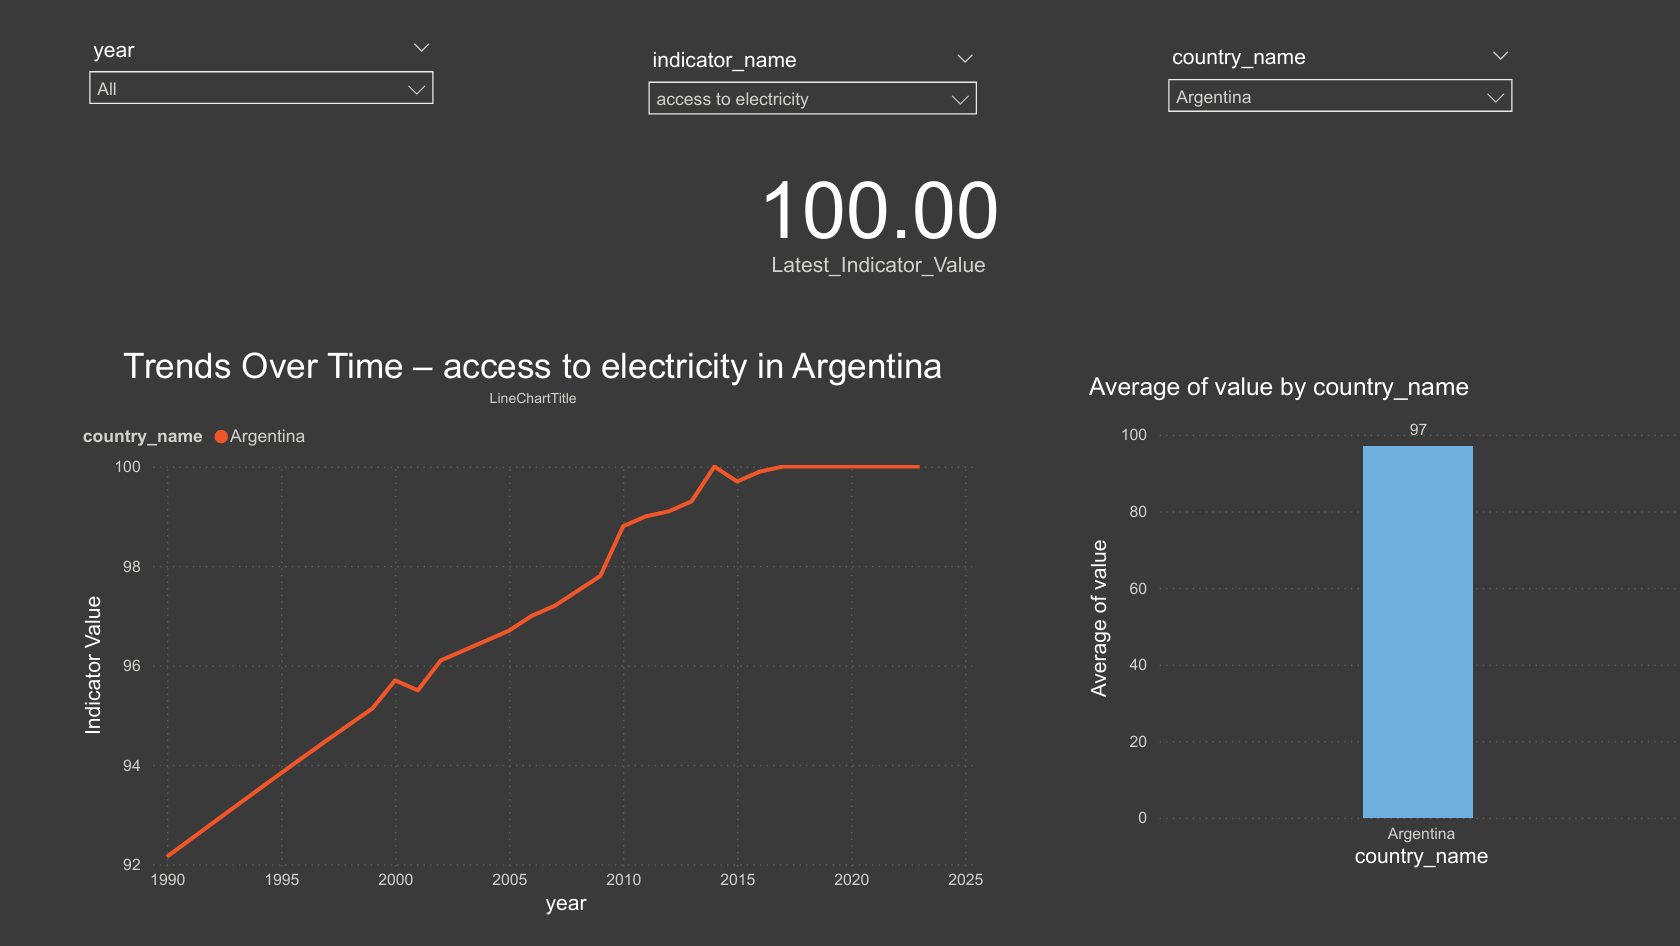 year
All
indicator_name
access to electricity
country_name
Argentina
100.00
Latest_Indicator_Value
Trends Over Time – access to electricity in Argentina
LineChartTitle
country_name Argentina
100
98
96
94
92
Indicator Value
1990 1995 2000 2005 2010 2015 2020 2025
year
Average of value by country_name
97
100
80
60
40
20
0
Average of value
Argentina
country_name